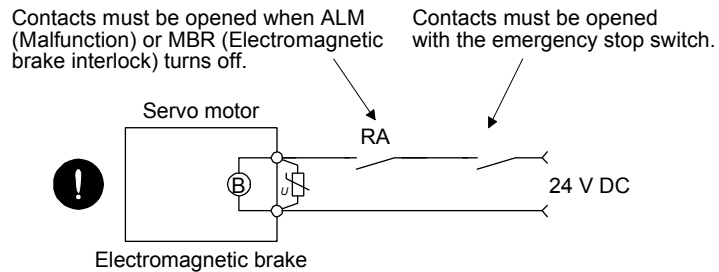 Contacts must be opened when ALM
(Malfunction) or MBR (Electromagnetic
brake interlock) turns off.
Contacts must be opened
with the emergency stop switch.
Servo motor
RA
B
U
24 V DC
Electromagnetic brake